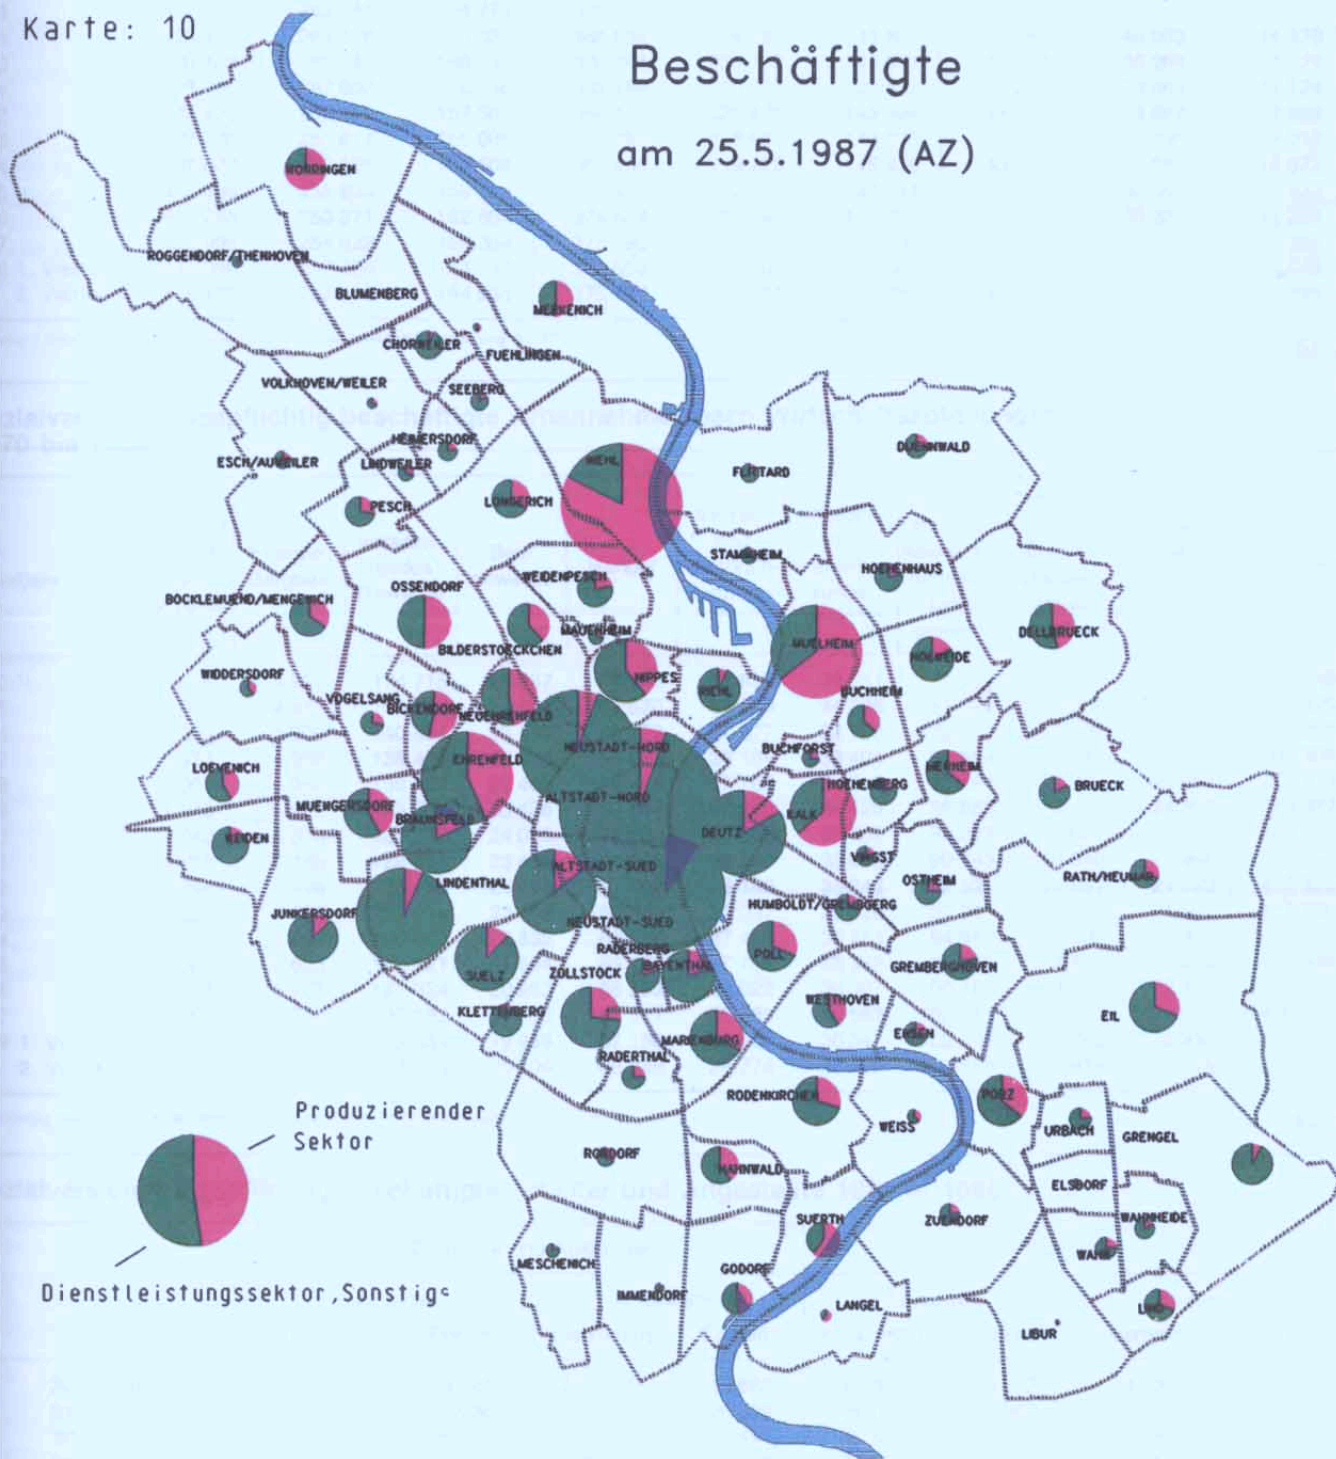 Karte: 10
Beschäftigte
am 25.5.1987 (AZ)
WORRINGEN
ROGGENDORF/THENHOVEN
BLUMENBERG
MERKENICH
CHORWEILER
FUEHLINGEN
VOLKHOVEN/WEILER
SEEBERG
HEIMERSDORF
ESCH/AUWEILER
LINDWEILER
NIEHL
FLITTARD
DUENNWALD
PESCH
LONGERICH
STAMMHEIM
HOEHENHAUS
WEIDENPESCH
OSSENDORF
BOCKLEMUEND/MENGENICH
MAUENHEIM
DELLBRUECK
BILDERSTOECKCHEN
MUELHEIM
HOLWEIDE
WIDDERSDORF
NIPPES
RIEHL
BUCHHEIM
VOGELSANG
BICKENDORF
NEUEHRENFELD
NEUSTADT-NORD
BUCHFORST
EHRENFELD
LOEVENICH
MERHEIM
HOEHENBERG
BRUECK
ALTSTADT-NORD
MUENGERSDORF
BRAUNSFELD
KALK
DEUTZ
WEIDEN
VINGST
ALTSTADT-SUED
RATH/HEUMAR
LINDENTHAL
OSTHEIM
HUMBOLDT/GREMBERG
JUNKERSDORF
NEUSTADT-SUED
RADERBERG
POLL
BAYENTHAL
GREMBERGHOVEN
SUELZ
ZOLLSTOCK
WESTHOVEN
KLETTENBERG
EIL
ENSEN
MARIENBURG
RADERTHAL
RODENKIRCHEN
PORZ
Produzierender
Sektor
WEISS
URBACH
GRENGEL
RONDORF
HAHNWALD
ELSDORF
SUERTH
ZUENDORF
WAHNHEIDE
WAHN
MESCHENICH
GODORF
Dienstleistungssektor,Sonstige
IMMENDORF
LANGEL
LIND
LIBUR